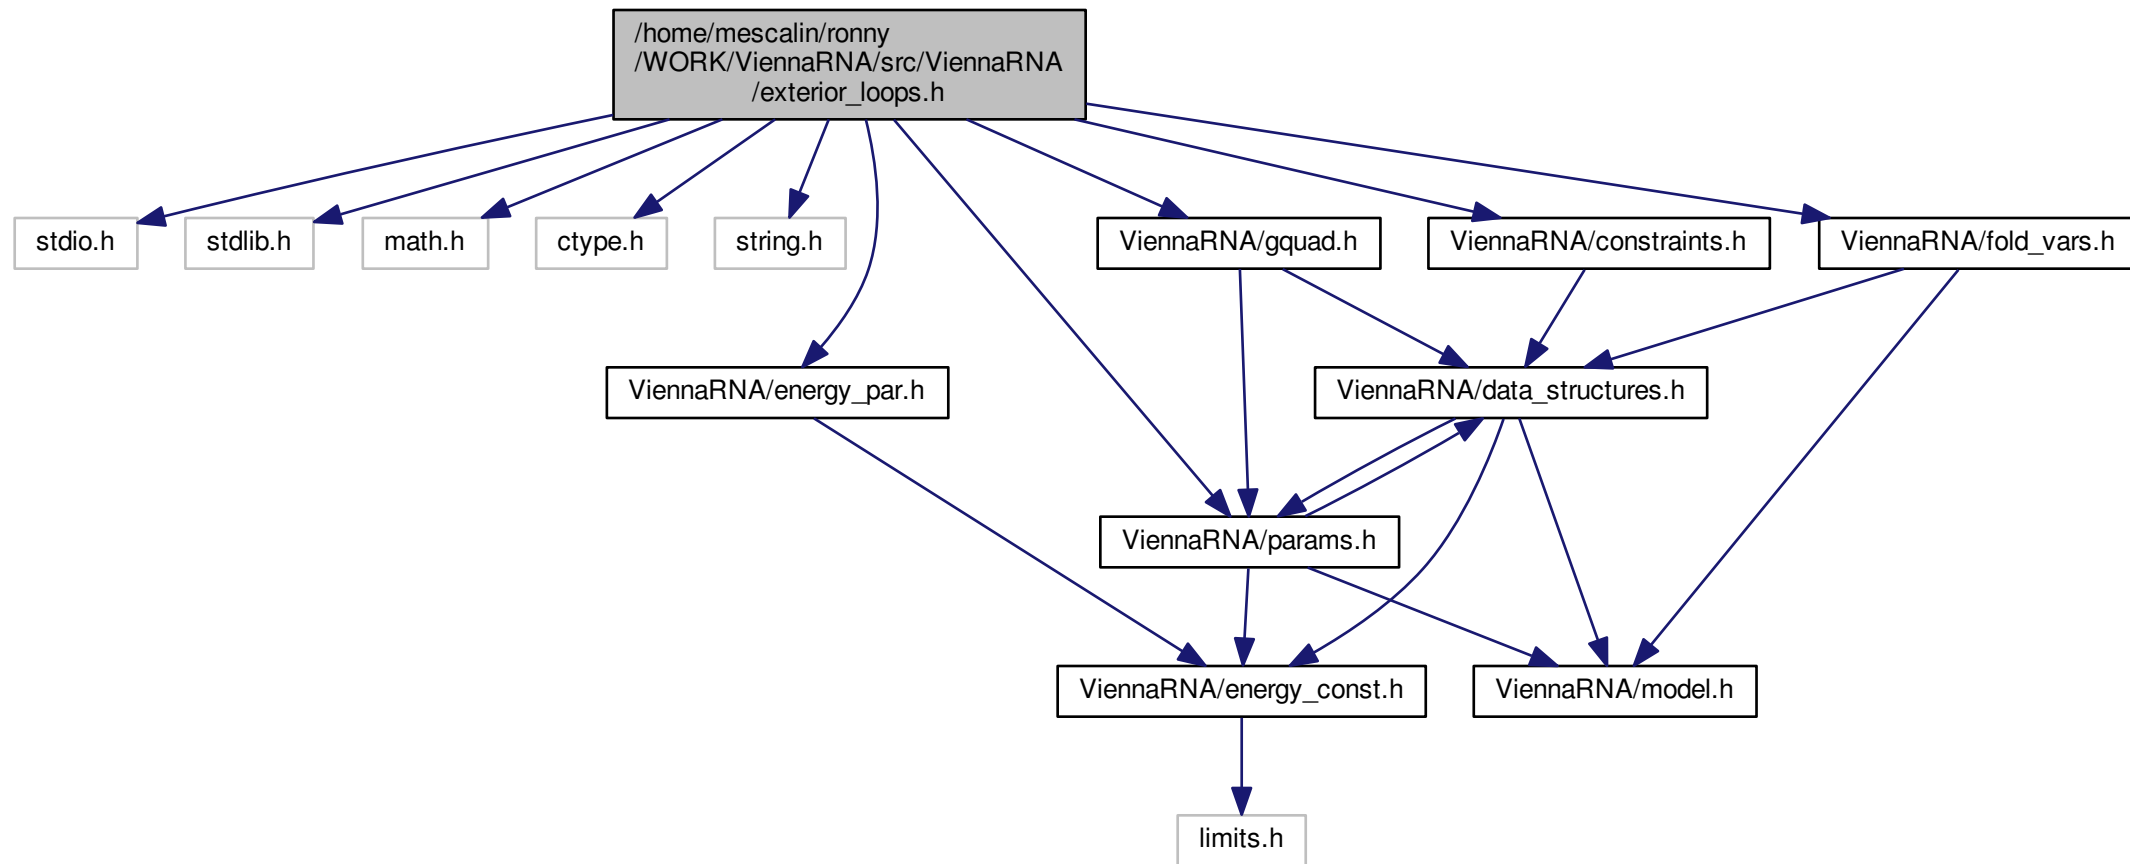 /home/mescalin/ronny
/WORK/ViennaRNA/src/ViennaRNA
/exterior_loops.h
stdio.h
stdlib.h
math.h
ctype.h
string.h
ViennaRNA/gquad.h
ViennaRNA/constraints.h
ViennaRNA/fold_vars.h
ViennaRNA/energy_par.h
ViennaRNA/data_structures.h
ViennaRNA/params.h
ViennaRNA/energy_const.h
ViennaRNA/model.h
limits.h